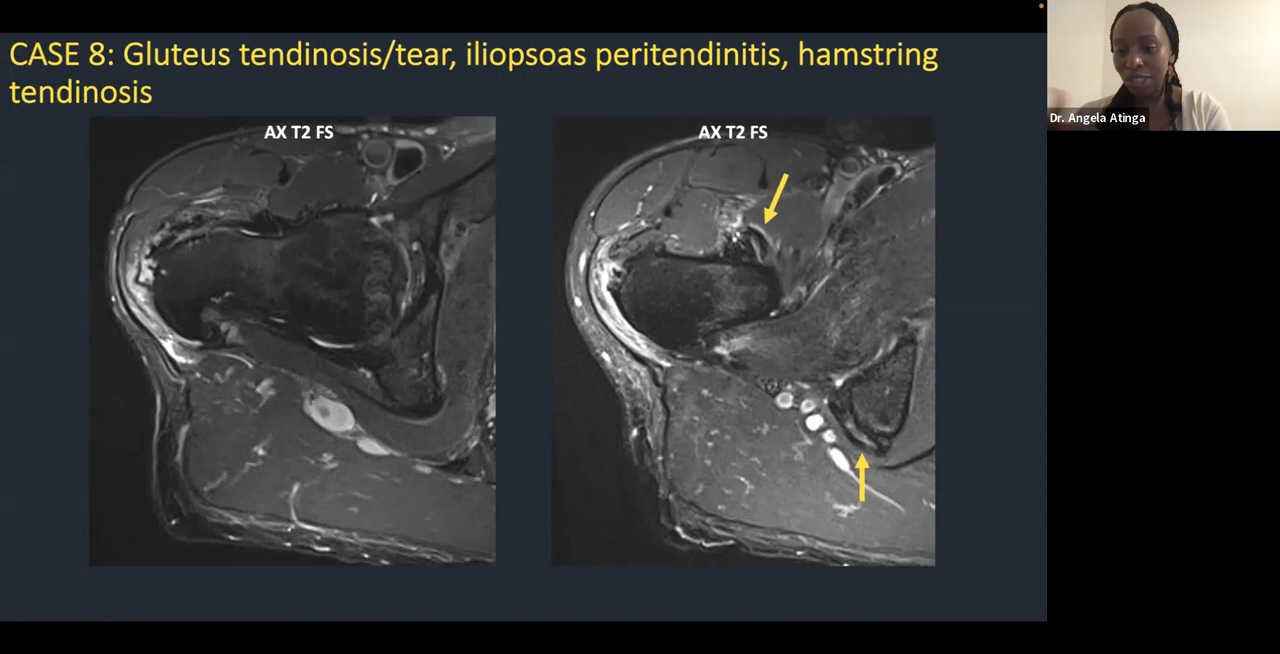 CASE 8: Gluteus tendinosis/tear, iliopsoas peritendinitis, hamstring
tendinosis
AX T2 FS
AX T2 FS
Dr. Angela Atinga